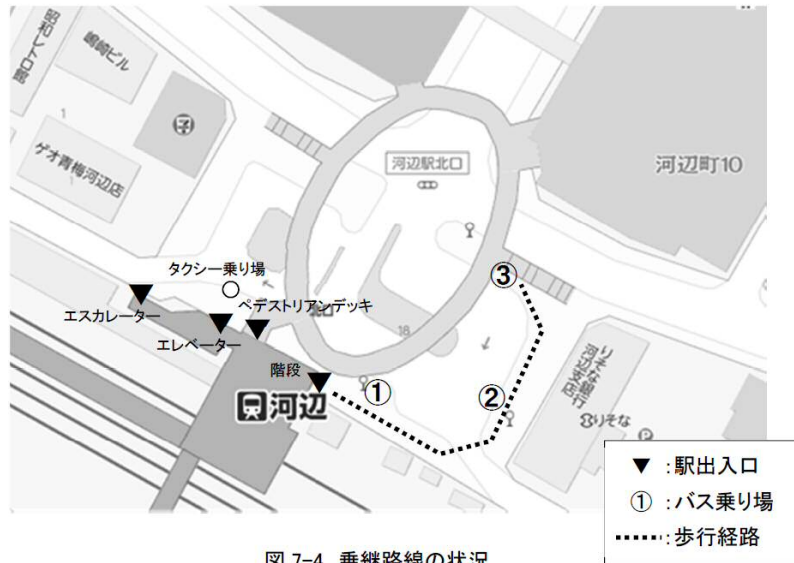 昭和レトロ館
嶋崎ビル
ゲオ青梅河辺店
河辺駅北口
河辺町10
タクシー乗り場
ペデストリアンデッキ
エスカレーター
エレベーター
18
階段
河辺
①
②
③
りそな銀行
河辺支店
りそな
▼ :駅出入口
① :バス乗り場
:歩行経路
図 7-4 乗継路線の状況